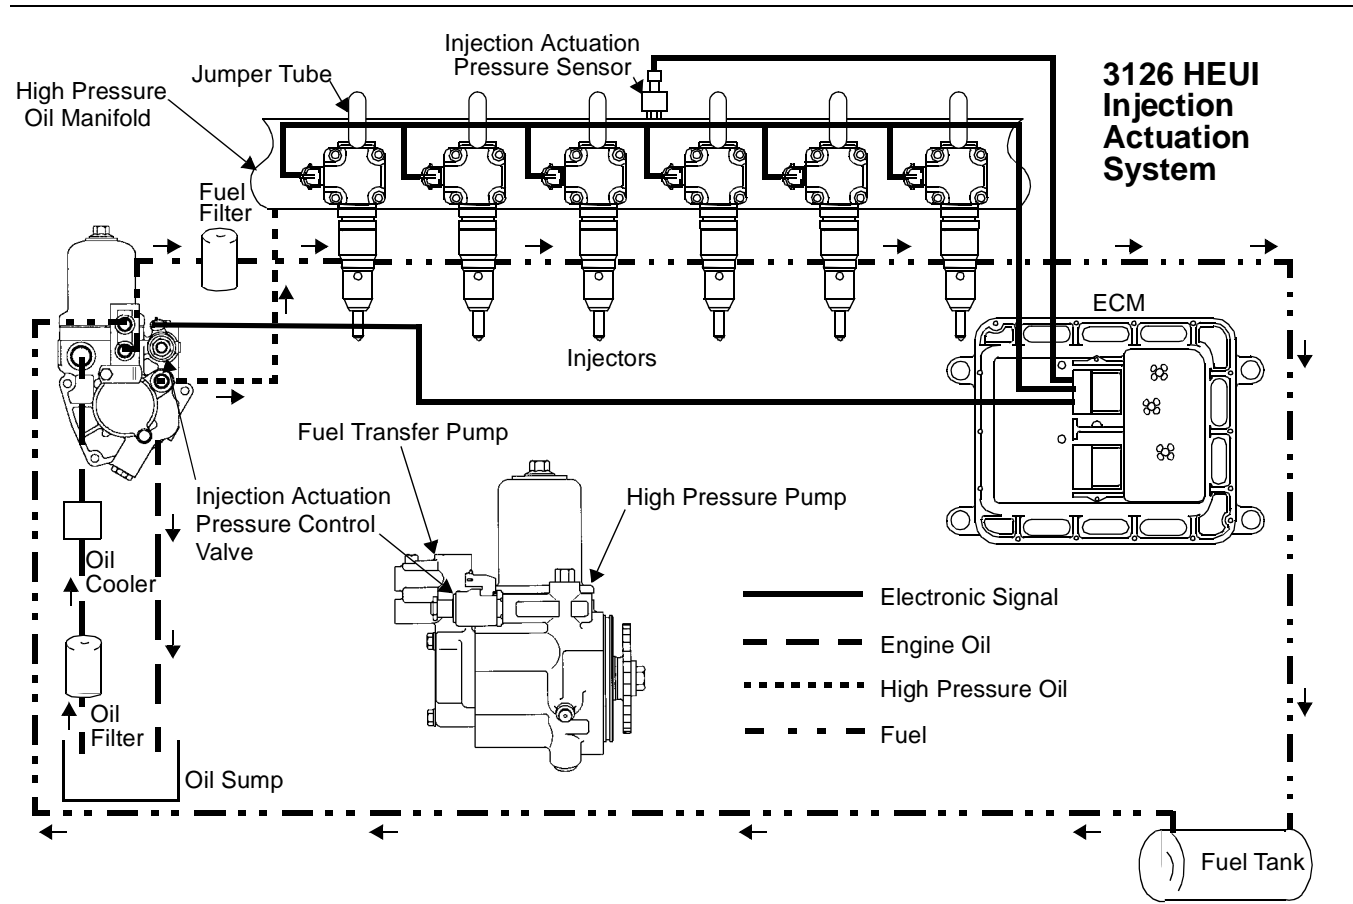 Injection Actuation
Pressure Sensor
Jumper Tube
High Pressure
Oil Manifold
3126 HEUI
Injection
Actuation
System
Fuel
Filter
ECM
Injectors
Fuel Transfer Pump
Injection Actuation
Pressure Control
Valve
High Pressure Pump
Oil
Cooler
Electronic Signal
Engine Oil
High Pressure Oil
Fuel
Oil
Filter
Oil Sump
Fuel Tank